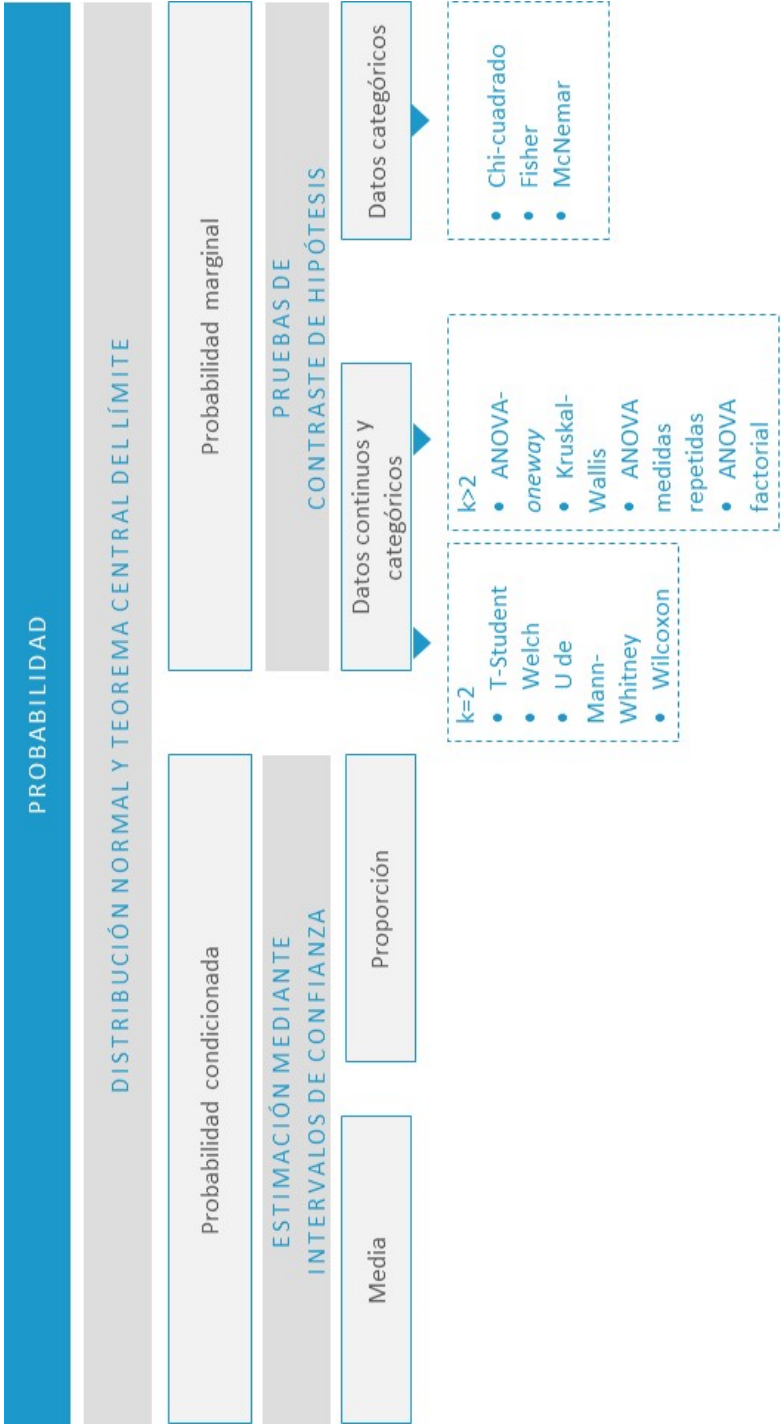 PROBABILIDAD
DISTRIBUCIÓN NORMAL Y TEOREMA CENTRAL DEL LÍMITE
Probabilidad condicionada
Probabilidad marginal
ESTIMACIÓN MEDIANTE
INTERVALOS DE CONFIANZA
PRUEBAS DE
CONTRASTE DE HIPÓTESIS
Media
Proporción
Datos continuos y
categóricos
Datos categóricos
k=2
• T-Student
• Welch
• U de
Mann-
Whitney
• Wilcoxon
k>2
• ANOVA-
oneway
• Kruskal-
Wallis
• ANOVA
medidas
repetidas
• ANOVA
factorial
• Chi-cuadrado
• Fisher
• McNemar